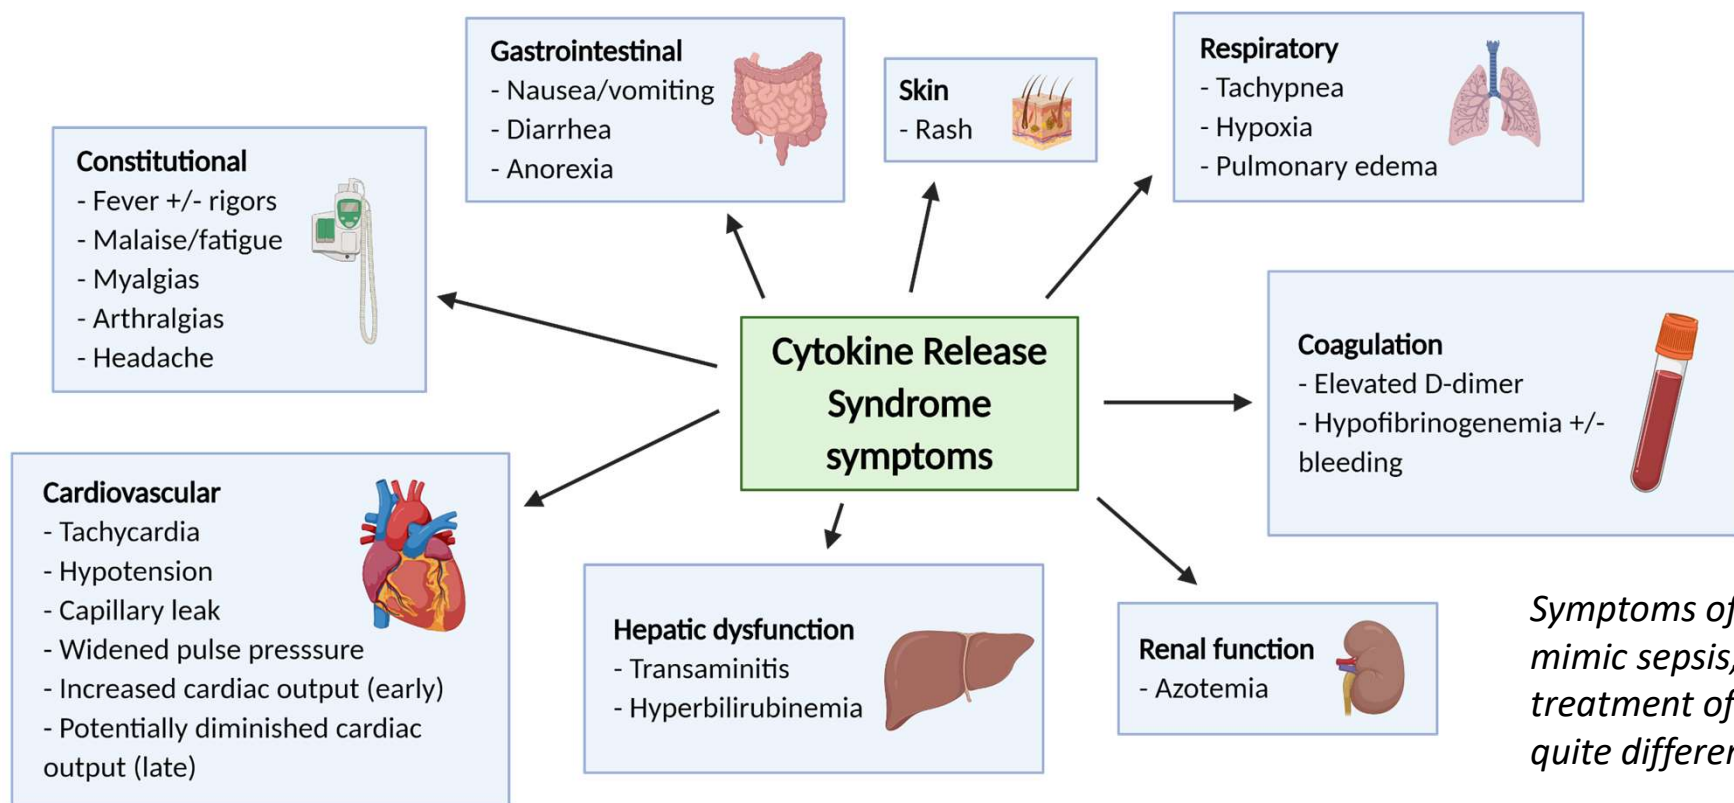 Gastrointestinal
- Nausea/vomiting
- Diarrhea
- Anorexia
Skin
- Rash
Respiratory
- Tachypnea
- Hypoxia
- Pulmonary edema
Constitutional
- Fever +/- rigors
- Malaise/fatigue
- Myalgias
- Arthralgias
- Headache
Cytokine Release
Syndrome
symptoms
Coagulation
- Elevated D-dimer
- Hypofibrinogenemia +/-
bleeding
Cardiovascular
- Tachycardia
- Hypotension
- Capillary leak
- Widened pulse presssure
- Increased cardiac output (early)
- Potentially diminished cardiac
output (late)
Hepatic dysfunction
- Transaminitis
- Hyperbilirubinemia
Renal function
- Azotemia
Symptoms of
mimic sepsis,
treatment of
quite differen